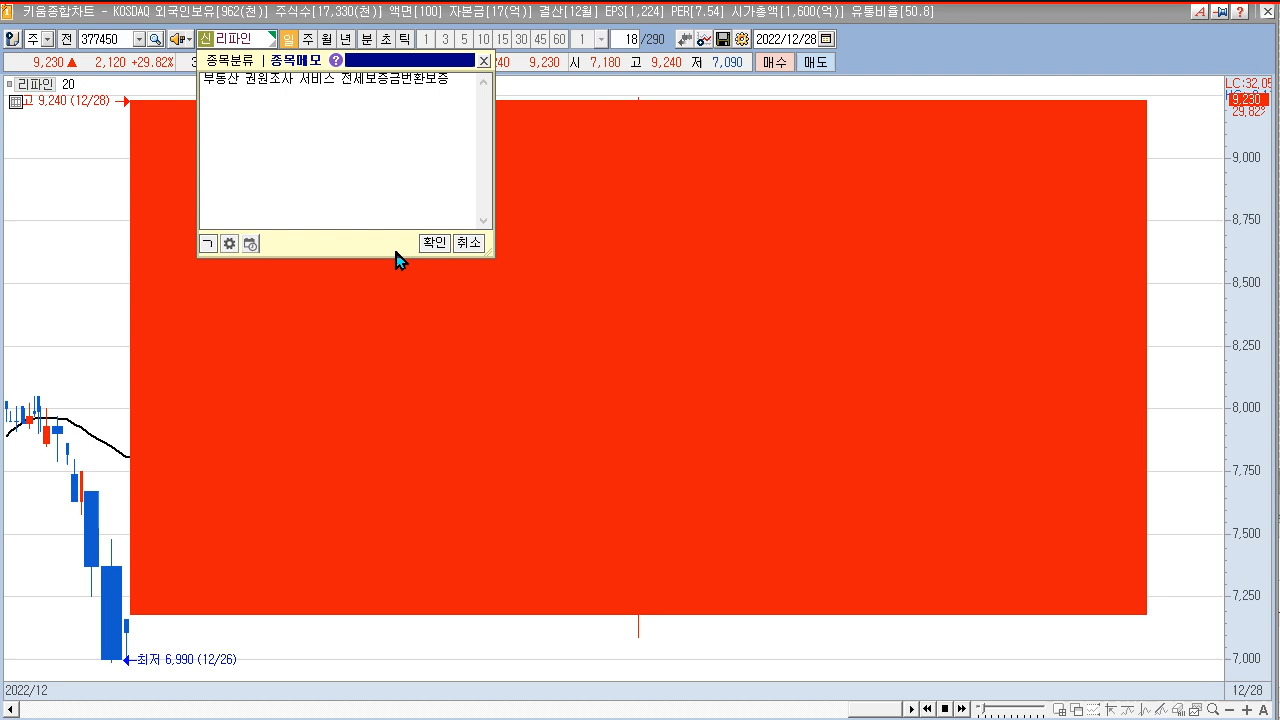 키움종합차트 - KOSDAQ 외국인보유[962(천)] 주식수[17,330(천)] 액면[100] 자본금[17(억)] 결산[12월] EPS[1,224] PER[7.54] 시가총액[1,600(억)] 유통비율[50.8]
주 전 377450 신 리파인 일 주 월 년 분 초 틱 1 3 5 10 15 30 45 60 1 18 /290 2022/12/28
9,230 ▲ 2,120 +29.82% 9,230 시 7,180 고 9,240 저 7,090 매수 매도
종목분류 | 종목메모 ?
부동산 권원조사 서비스 전세보증금반환보증
ㄱ 확인 취소
리파인 20
고 9,240 (12/28)
9,230
9,000
8,750
8,500
8,250
8,000
7,750
7,500
7,250
7,000
최저 6,990 (12/26)
2022/12 12/28